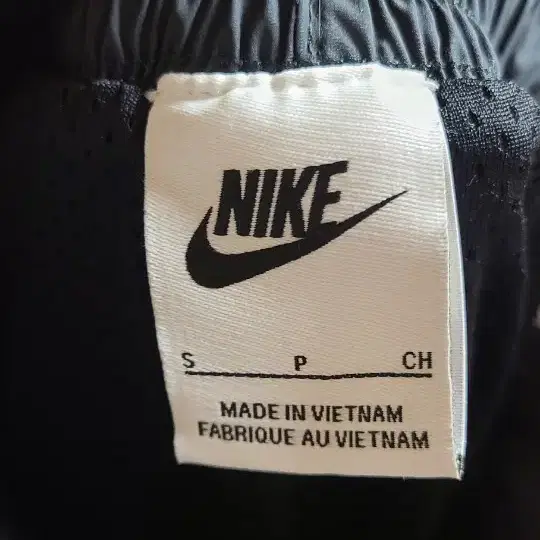 NIKE
S P CH
MADE IN VIETNAM
FABRIQUE AU VIETNAM